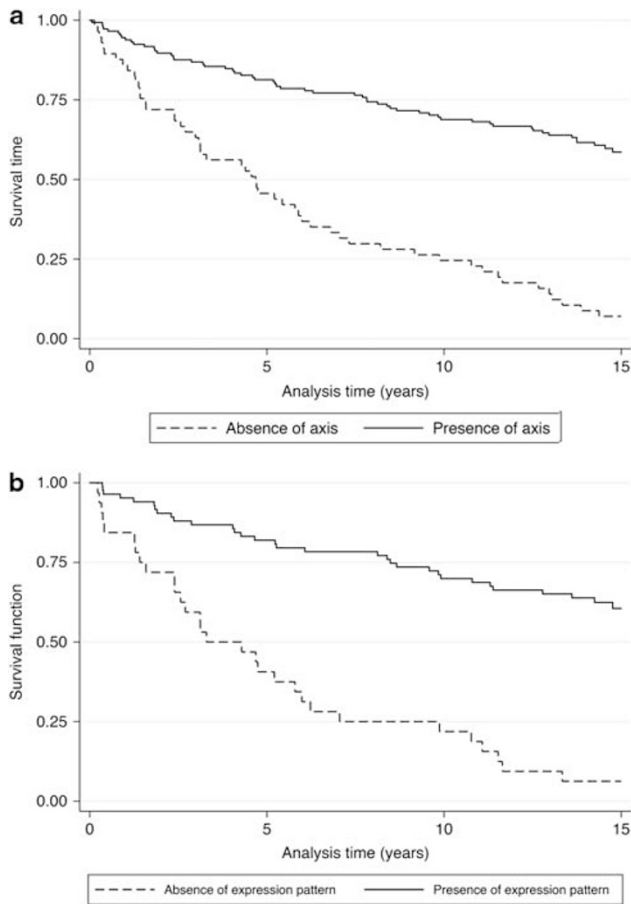 a
1.00
0.75
0.50
0.25
0.00
Survival time
0 5 10 15
Analysis time (years)
Absence of axis Presence of axis
b
1.00
0.75
0.50
0.25
0.00
Survival function
0 5 10 15
Analysis time (years)
Absence of expression pattern Presence of expression pattern